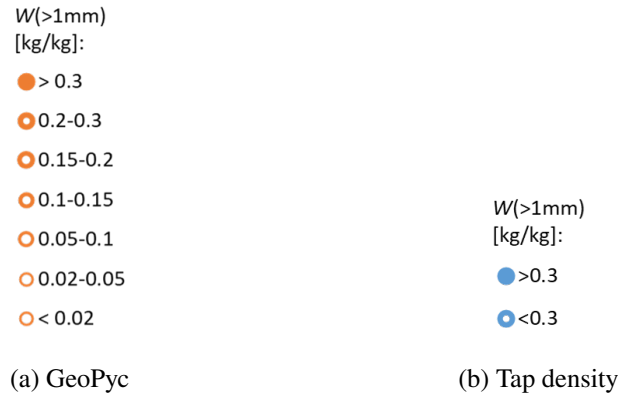 W(>1mm)
[kg/kg]:
> 0.3
0.2-0.3
0.15-0.2
0.1-0.15
0.05-0.1
0.02-0.05
< 0.02
(a) GeoPyc
W(>1mm)
[kg/kg]:
>0.3
<0.3
(b) Tap density